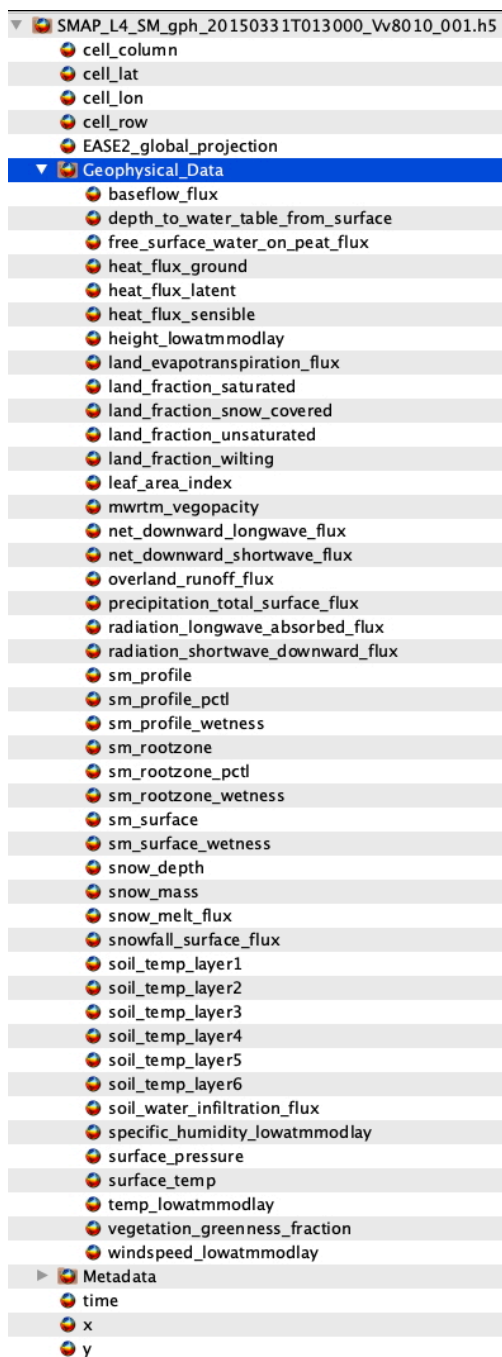 SMAP_L4_SM_gph_20150331T013000_Vv8010_001.h5
cell_column
cell_lat
cell_lon
cell_row
EASE2_global_projection
Geophysical_Data
baseflow_flux
depth_to_water_table_from_surface
free_surface_water_on_peat_flux
heat_flux_ground
heat_flux_latent
heat_flux_sensible
height_lowatmmodlay
land_evapotranspiration_flux
land_fraction_saturated
land_fraction_snow_covered
land_fraction_unsaturated
land_fraction_wilting
leaf_area_index
mwrtm_vegopacity
net_downward_longwave_flux
net_downward_shortwave_flux
overland_runoff_flux
precipitation_total_surface_flux
radiation_longwave_absorbed_flux
radiation_shortwave_downward_flux
sm_profile
sm_profile_pctl
sm_profile_wetness
sm_rootzone
sm_rootzone_pctl
sm_rootzone_wetness
sm_surface
sm_surface_wetness
snow_depth
snow_mass
snow_melt_flux
snowfall_surface_flux
soil_temp_layer1
soil_temp_layer2
soil_temp_layer3
soil_temp_layer4
soil_temp_layer5
soil_temp_layer6
soil_water_infiltration_flux
specific_humidity_lowatmmodlay
surface_pressure
surface_temp
temp_lowatmmodlay
vegetation_greenness_fraction
windspeed_lowatmmodlay
Metadata
time
x
y